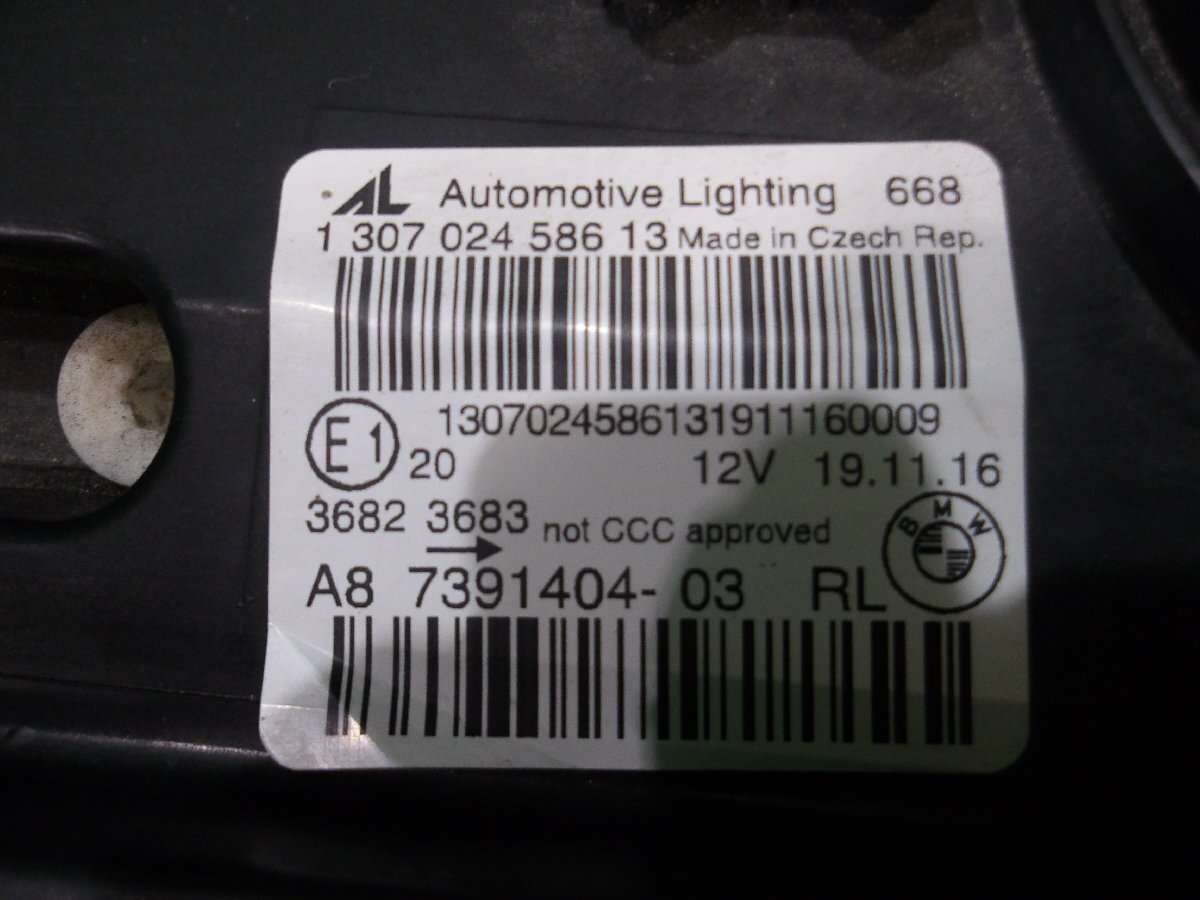 AL Automotive Lighting 668
1 307 024 586 13 Made in Czech Rep.
1307024586131911160009
E1 20 12V 19.11.16
3682 3683 not CCC approved
BMW
A8 7391404- 03 RL